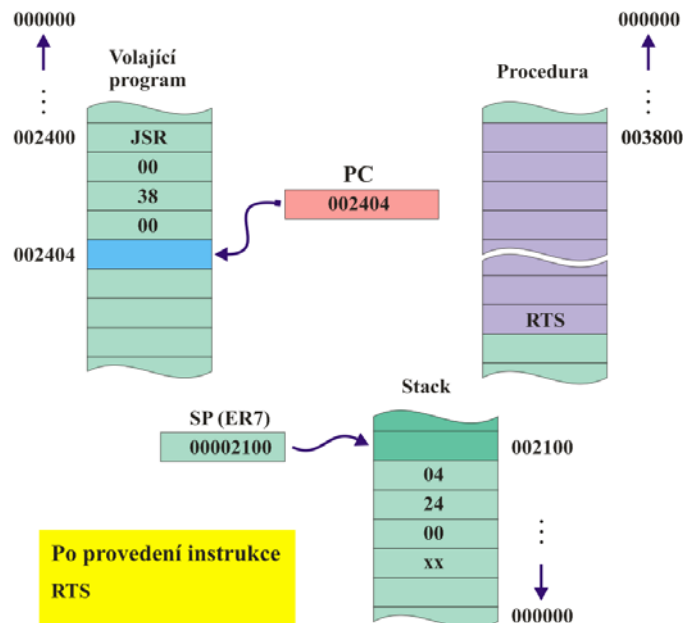 000000
000000
Volající
program
Procedura
⋮
⋮
002400
JSR
003800
00
38
PC
002404
00
002404
RTS
Stack
SP (ER7)
00002100
002100
04
24
00
⋮
xx
000000
Po provedení instrukce
RTS